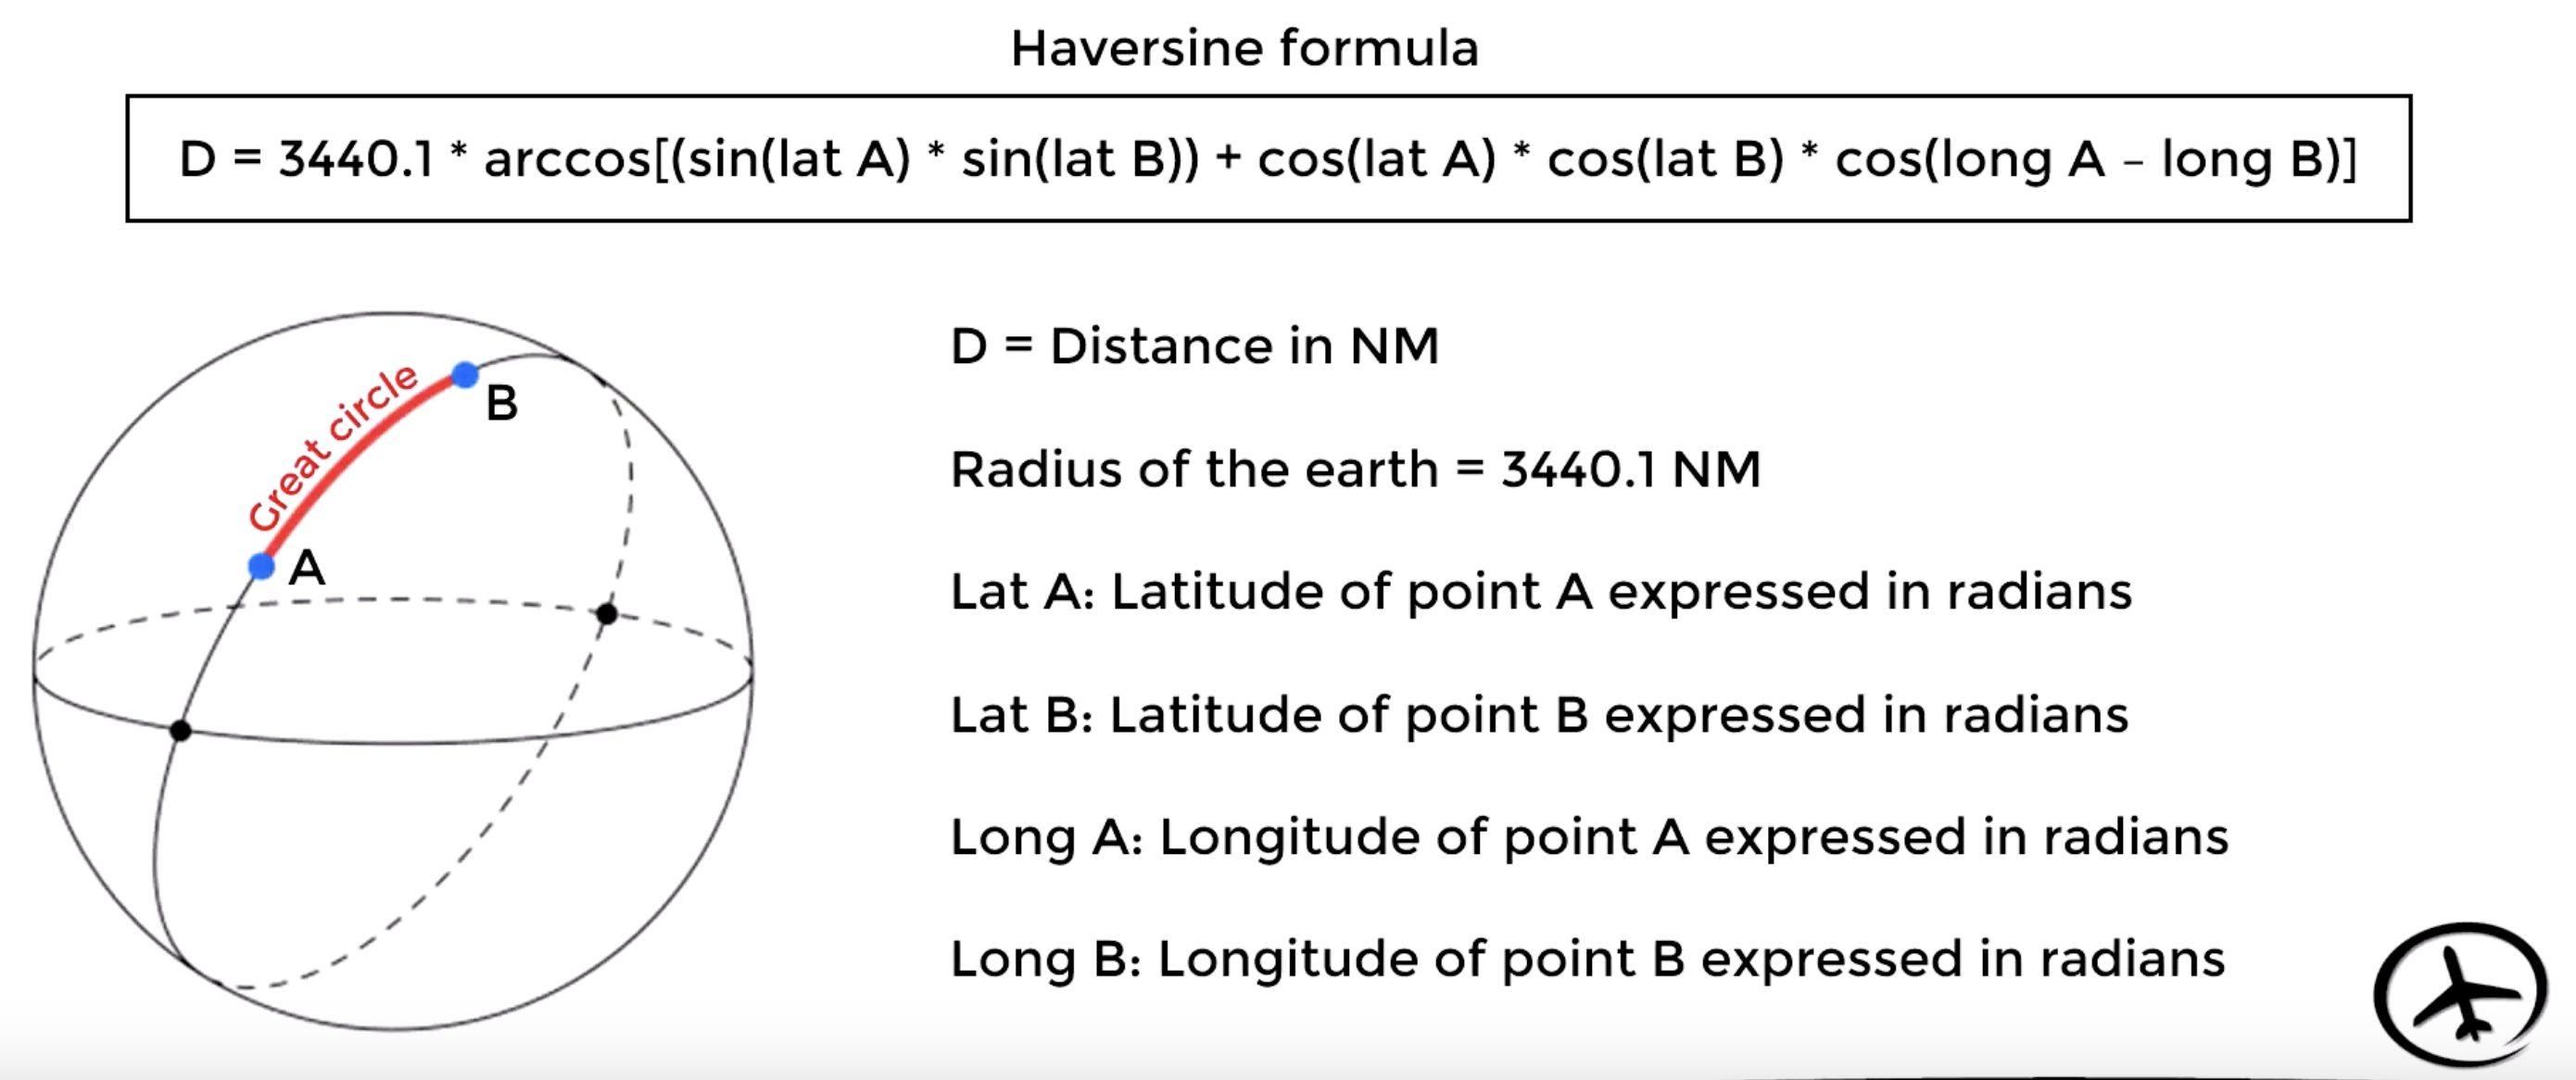 Haversine formula
D = 3440.1 * arccos[(sin(lat A) * sin(lat B)) + cos(lat A) * cos(lat B) * cos(long A – long B)]
Great circle
B
A
D = Distance in NM
Radius of the earth = 3440.1 NM
Lat A: Latitude of point A expressed in radians
Lat B: Latitude of point B expressed in radians
Long A: Longitude of point A expressed in radians
Long B: Longitude of point B expressed in radians